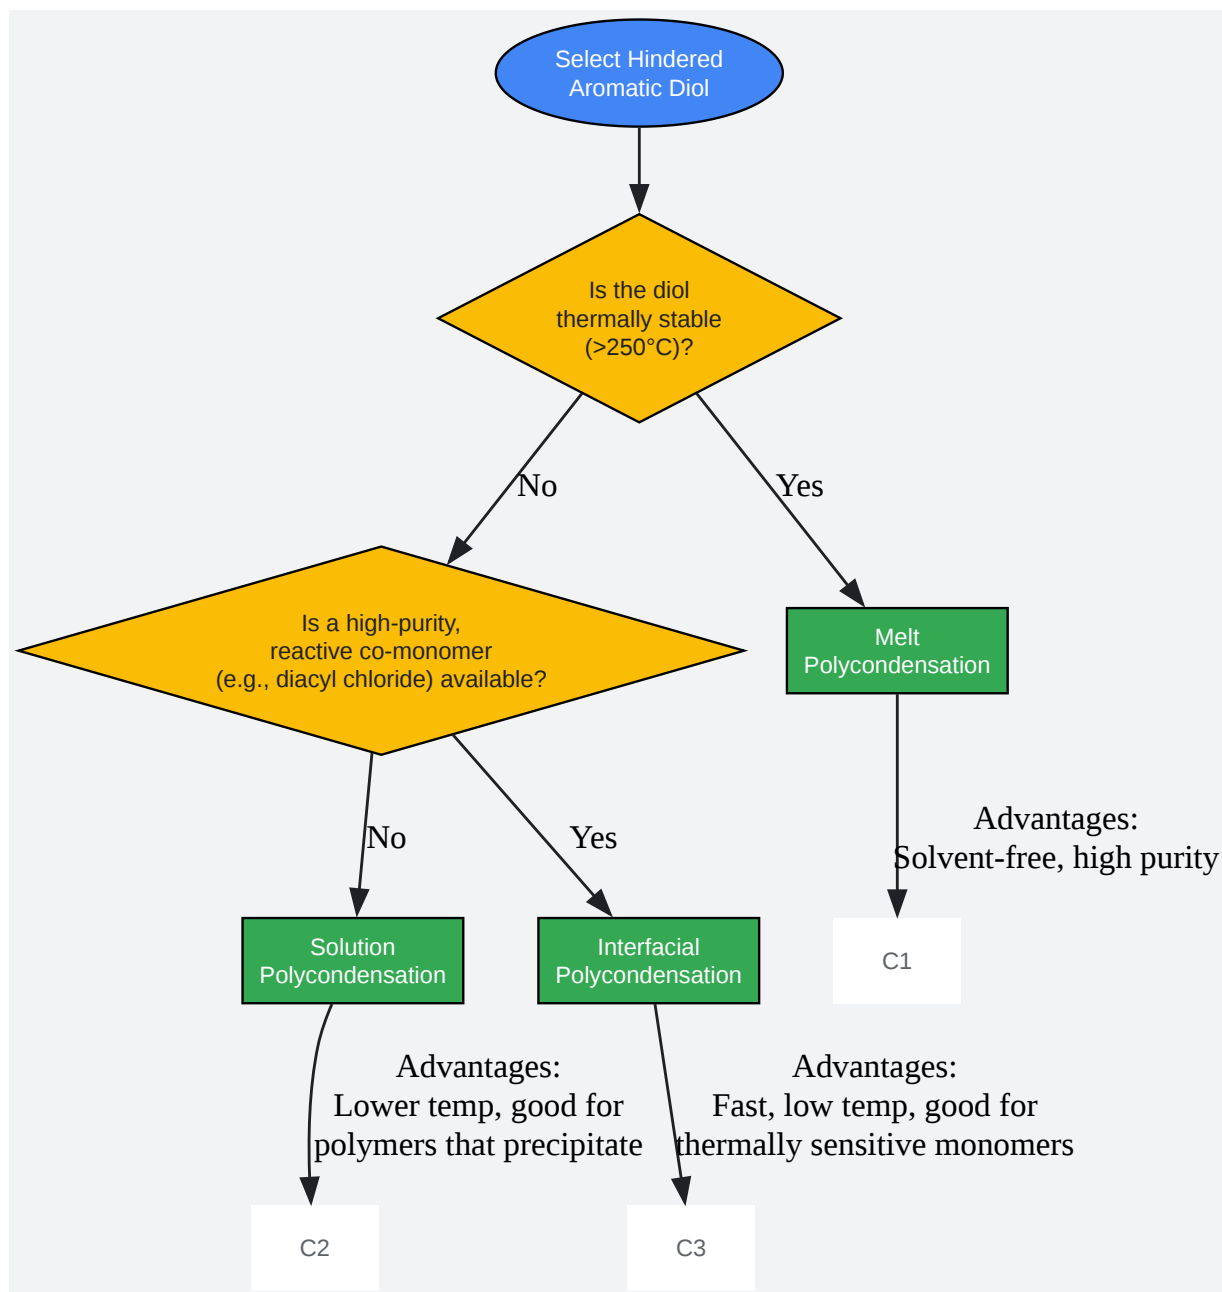 Select Hindered
Aromatic Diol
Is the diol
thermally stable
(>250°C)?
No
Yes
Is a high-purity,
reactive co-monomer
(e.g., diacyl chloride) available?
Melt
Polycondensation
No
Yes
Advantages:
Solvent-free, high purity
Solution
Polycondensation
Interfacial
Polycondensation
C1
Advantages:
Lower temp, good for
polymers that precipitate
Advantages:
Fast, low temp, good for
thermally sensitive monomers
C2
C3